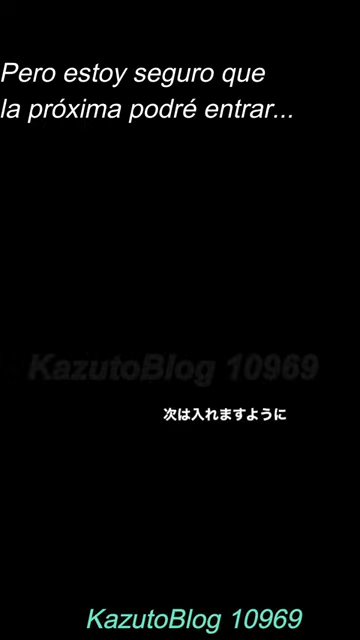 Pero estoy seguro que
la próxima podré entrar...
KazutoBlog 10969
次は入れますように
KazutoBlog 10969